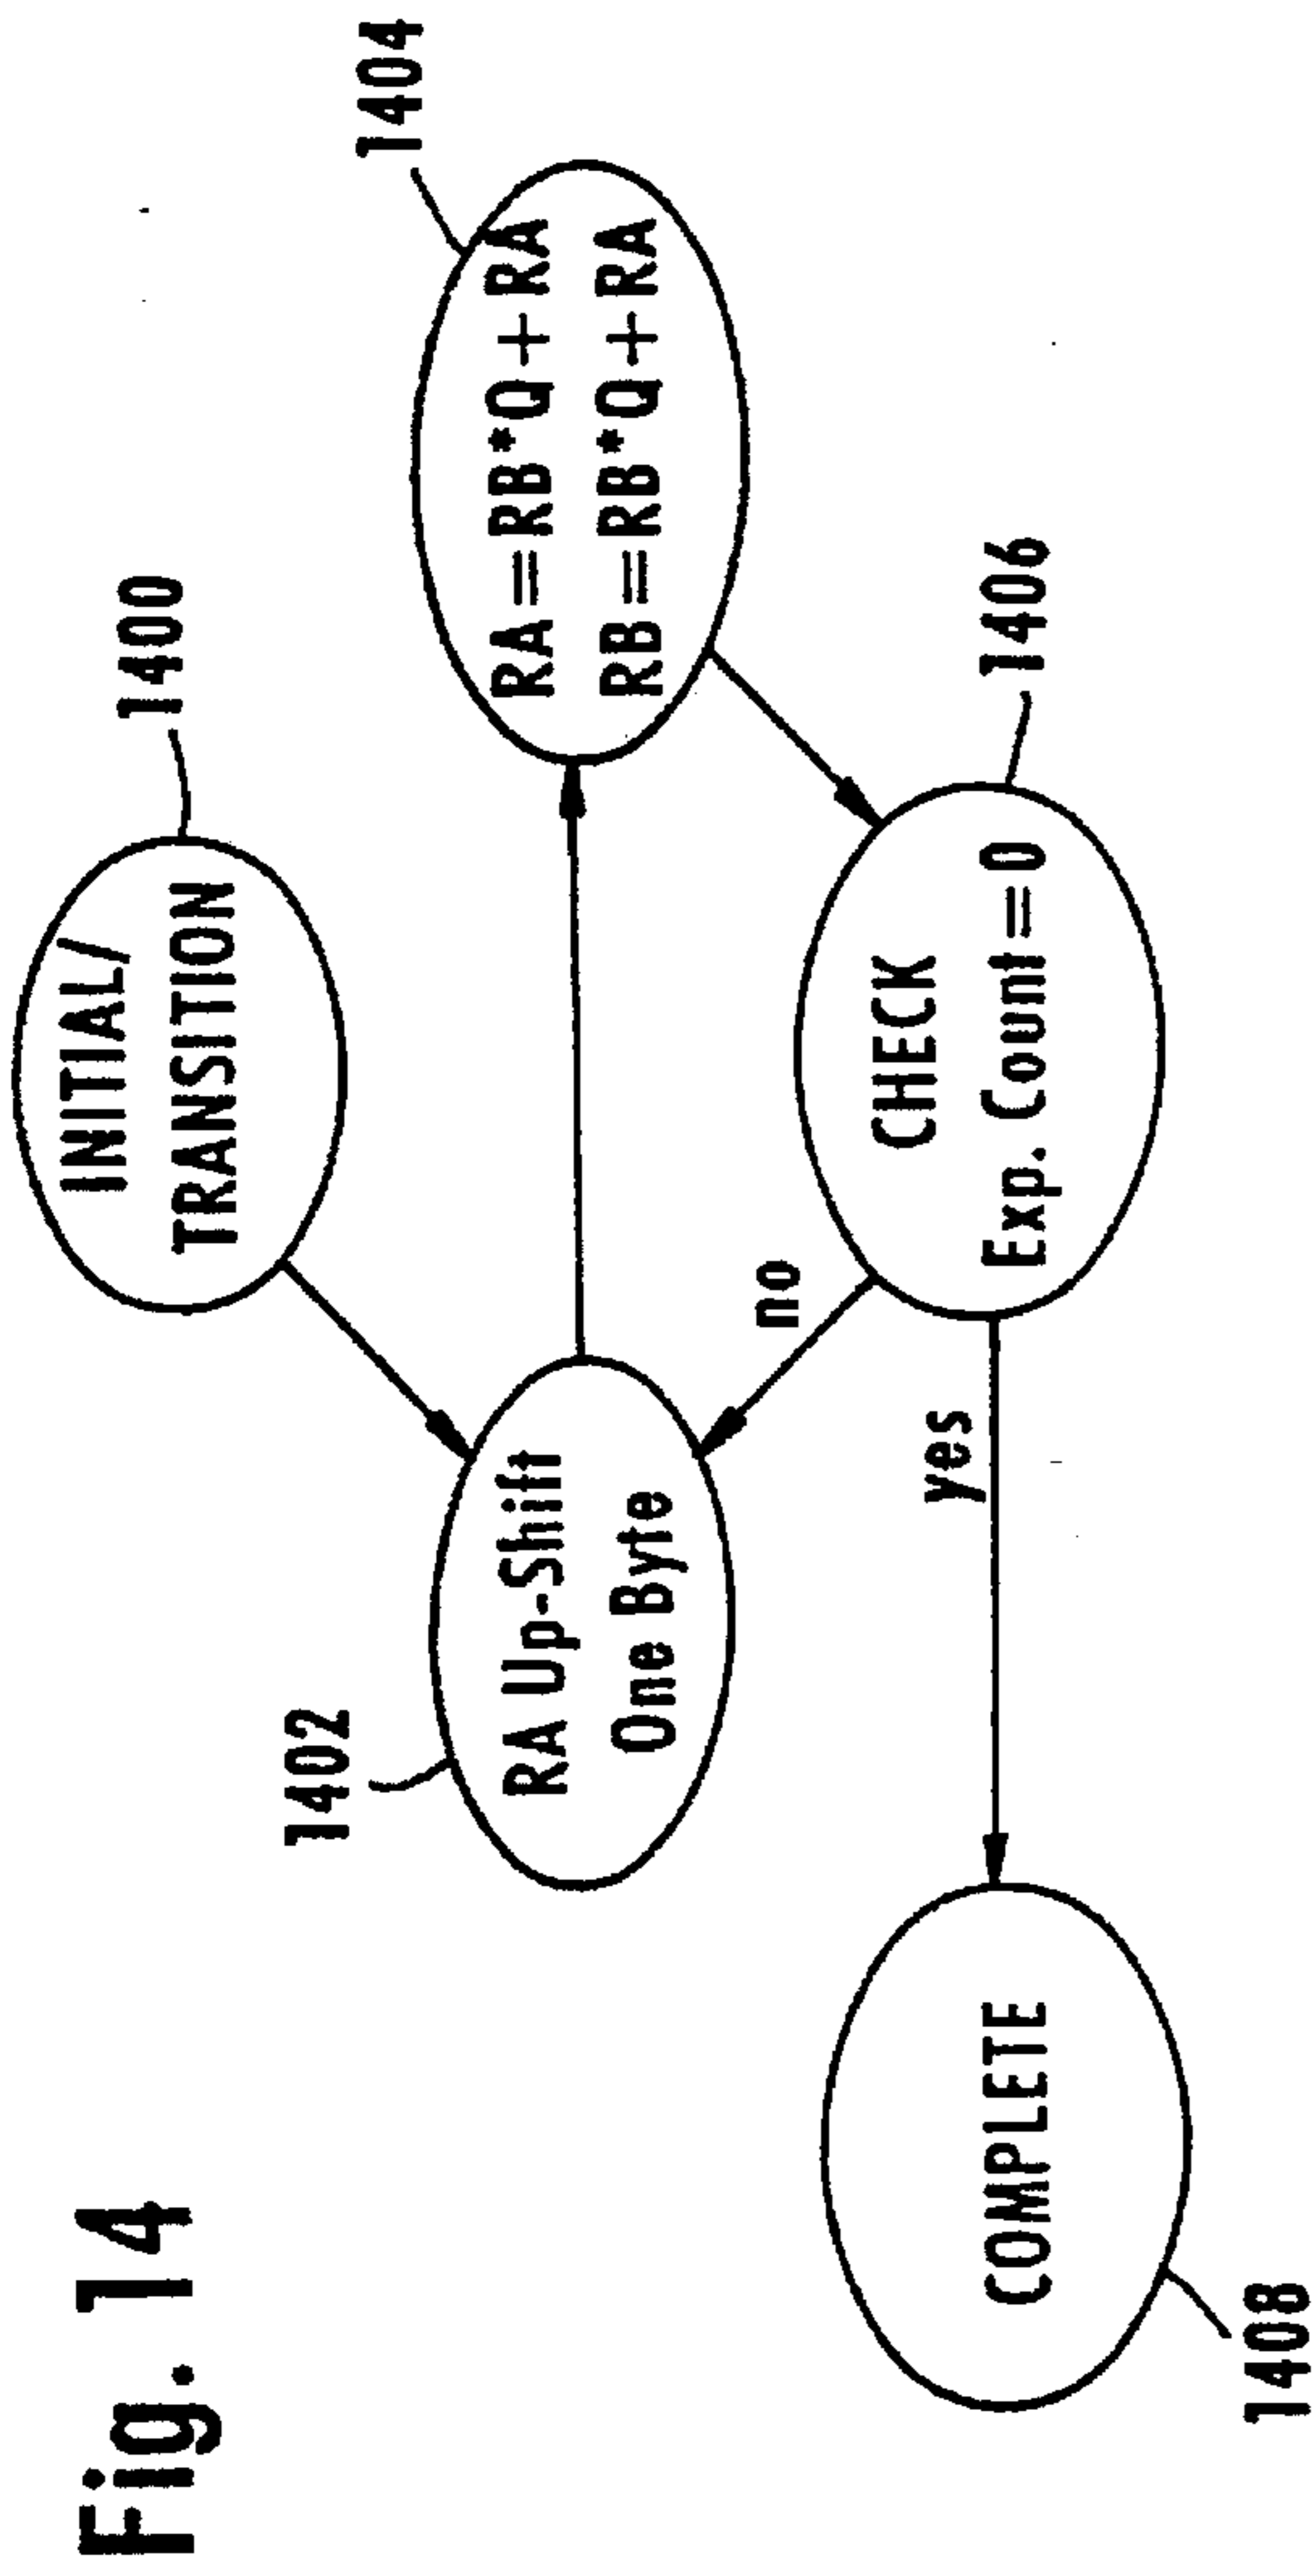 Fig. 14
1400
INITIAL/
TRANSITION
1402
RA Up-Shift
One Byte
1404
RA=RB*Q+RA
RB=RB*Q+RA
no
CHECK
Exp. Count=0
1406
yes
COMPLETE
1408